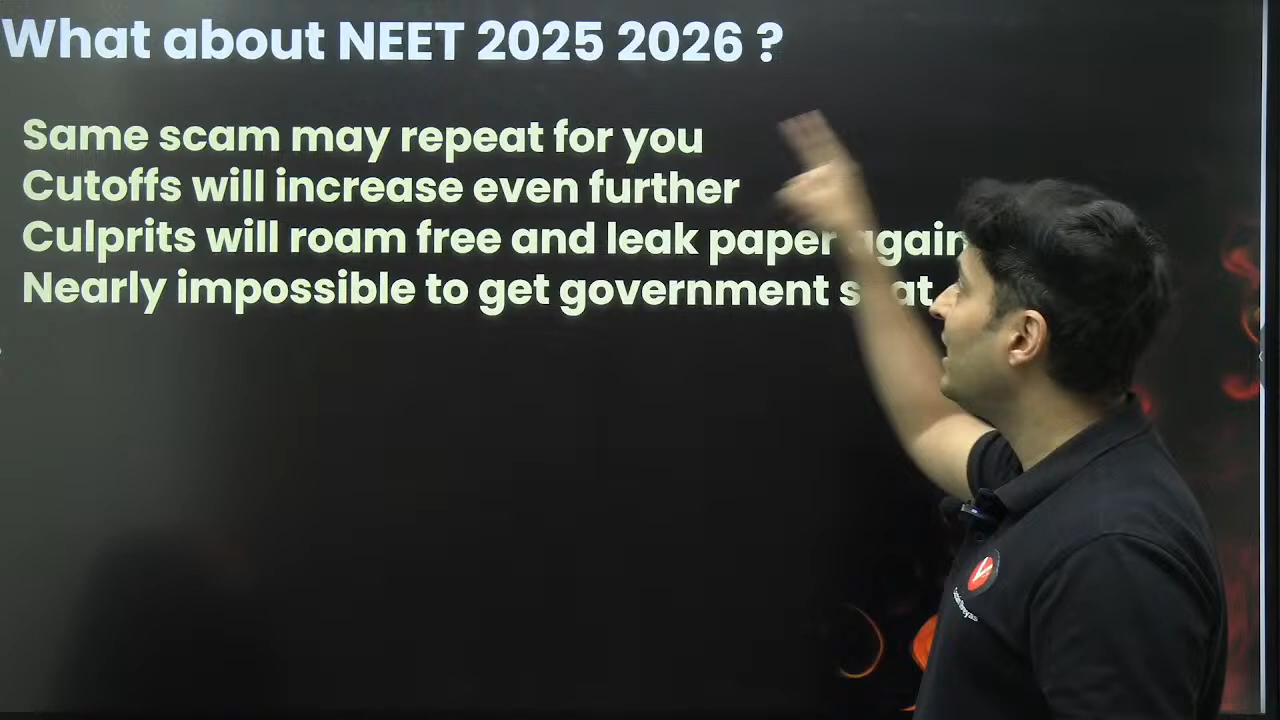 What about NEET 2025 2026 ?
Same scam may repeat for you
Cutoffs will increase even further
Culprits will roam free and leak paper again
Nearly impossible to get government seat